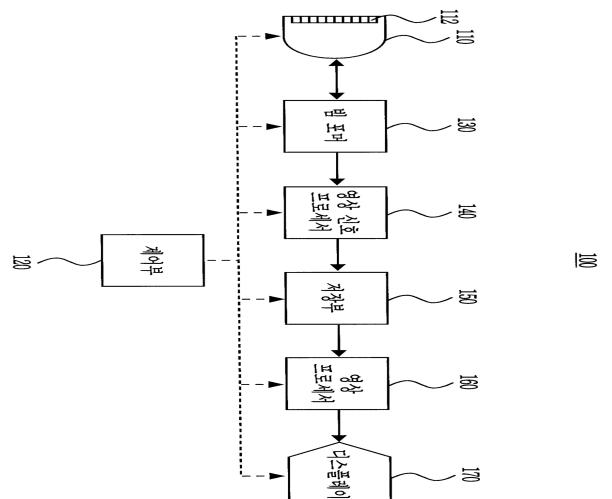 100
112
110
빔 포머
130
영상 신호
프로세서
140
저장부
150
영상
프로세서
160
디스플레이
170
제어부
120